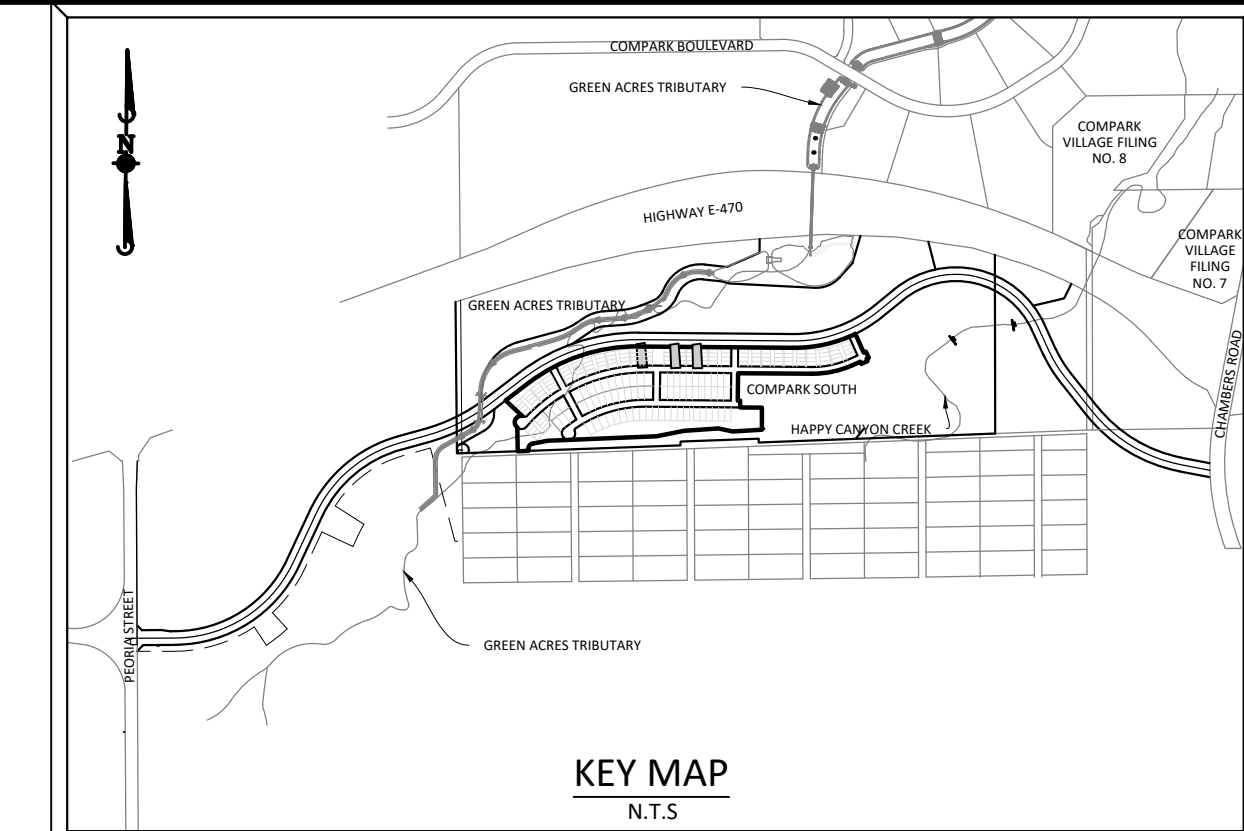 COMPARK BOULEVARD
GREEN ACRES TRIBUTARY
N
COMPARK
VILLAGE FILING
NO. 8
HIGHWAY E-470
COMPARK
VILLAGE
FILING
NO. 7
GREEN ACRES TRIBUTARY
COMPARK SOUTH
HAPPY CANYON CREEK
CHAMBERS ROAD
PEORIA STREET
GREEN ACRES TRIBUTARY
KEY MAP
N.T.S